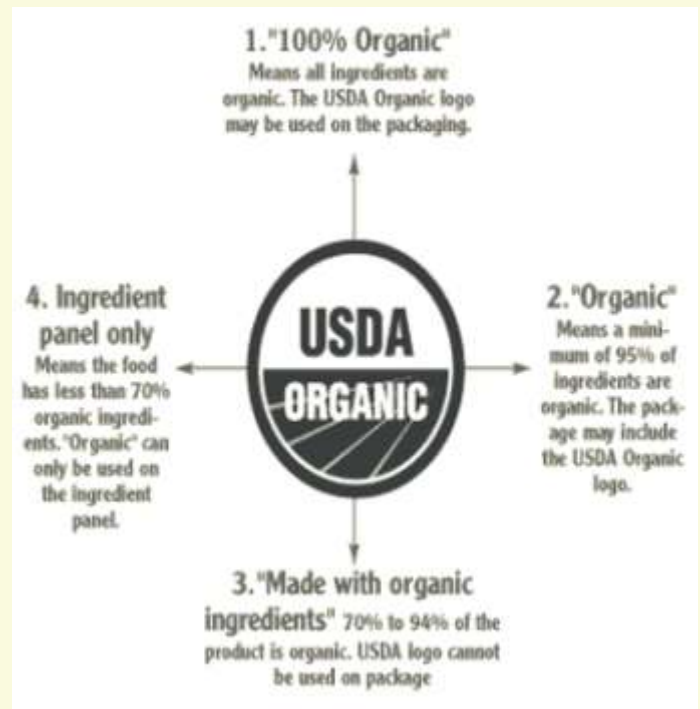 1."100% Organic"
Means all ingredients are
organic. The USDA Organic logo
may be used on the packaging.
4. Ingredient
panel only
Means the food
has less than 70%
organic ingredi-
ents. "Organic" can
only be used on
the ingredient
panel.
USDA
ORGANIC
2."Organic"
Means a mini-
mum of 95% of
ingredients are
organic. The pack-
age may include
the USDA Organic
logo.
3."Made with organic
ingredients" 70% to 94% of the
product is organic. USDA logo cannot
be used on package